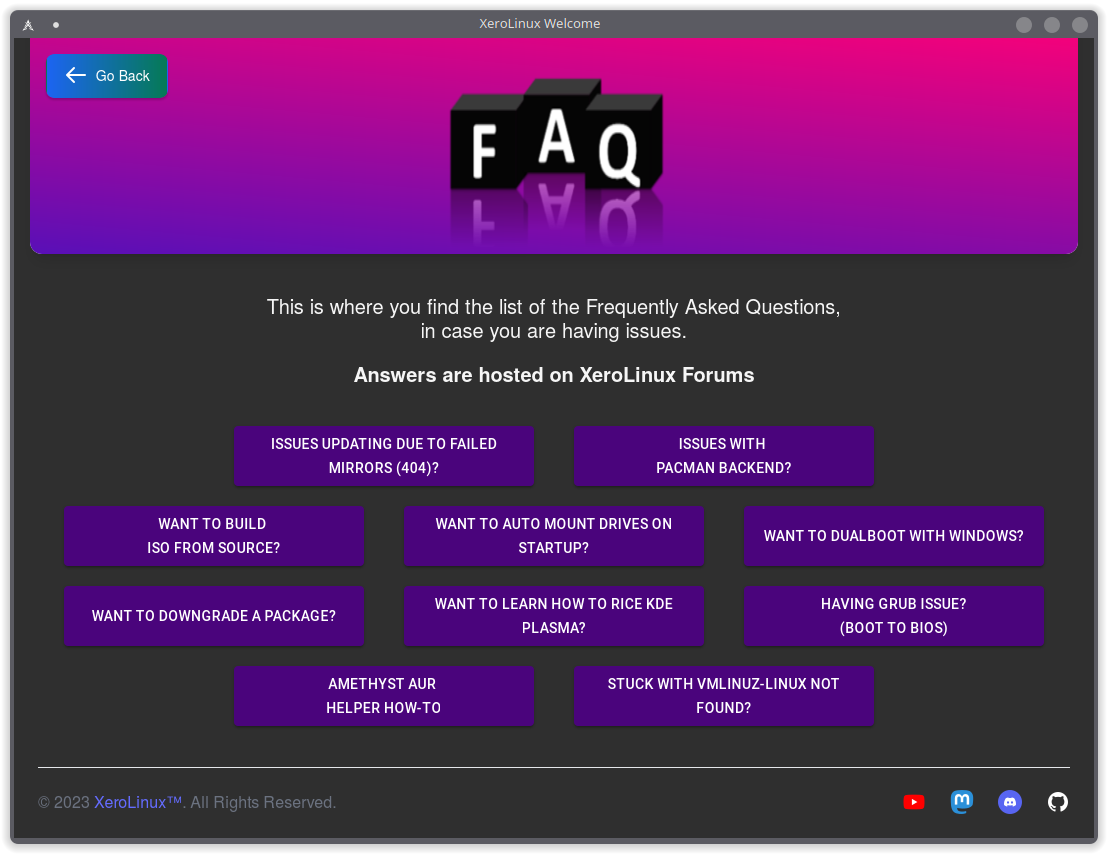 XeroLinux Welcome
Go Back
FAQ
This is where you find the list of the Frequently Asked Questions,
in case you are having issues.
Answers are hosted on XeroLinux Forums
ISSUES UPDATING DUE TO FAILED
MIRRORS (404)?
ISSUES WITH
PACMAN BACKEND?
WANT TO BUILD
ISO FROM SOURCE?
WANT TO AUTO MOUNT DRIVES ON
STARTUP?
WANT TO DUALBOOT WITH WINDOWS?
WANT TO DOWNGRADE A PACKAGE?
WANT TO LEARN HOW TO RICE KDE
PLASMA?
HAVING GRUB ISSUE?
(BOOT TO BIOS)
AMETHYST AUR
HELPER HOW-TO
STUCK WITH VMLINUZ-LINUX NOT
FOUND?
© 2023 XeroLinux™. All Rights Reserved.